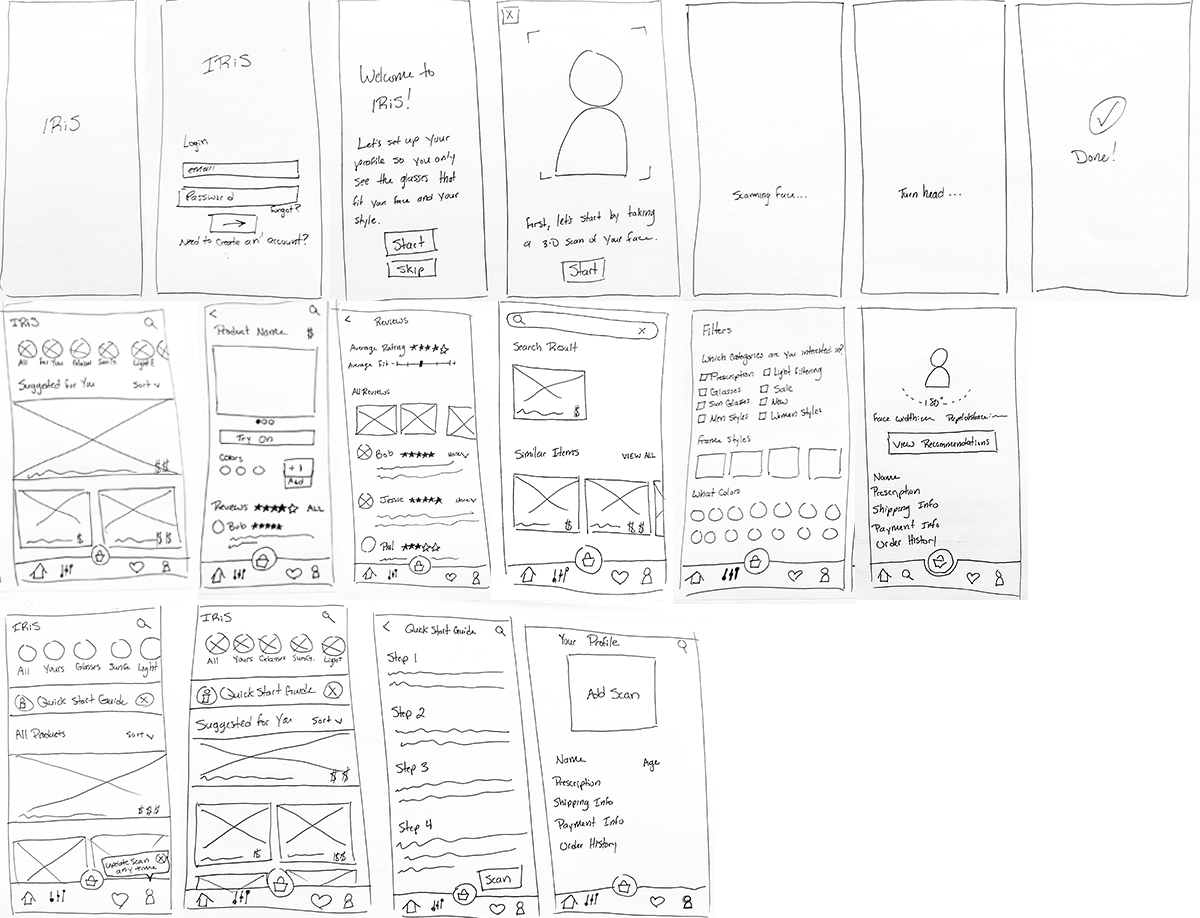 IRiS
IRiS
Login
email
Password
Forgot?
Need to create an account?
Welcome to
IRiS!
Let's set up your
profile so you only
see the glasses that
fit your face and your
style.
Start
Skip
X
First, let's start by taking
a 3-D scan of your face.
Start
Scanning face...
Turn head...
Done!
IRiS
All For You Glasses SunG. Light F
Suggested for You Sort
$$
$ $$
Product Name $
Try On
Colors
+1
Add
Reviews ALL
Bob
Reviews
Average Rating
Average Fit
All Reviews
Bob
Jessie
Phil
X
Search Result
$
Similar Items VIEW ALL
$ $$
Filters
Which Categories are you interested in?
Prescription Light filtering
Glasses Sale
Sun Glasses New
Men Styles Women Styles
Frame Styles
What Colors
180°
Face width:
View Recommendations
Name
Prescription
Shipping Info
Payment Info
Order History
IRiS
All Yours Glasses SunG. Light
Quick Start Guide X
All Products Sort
$$$
Update Scan X
any time
IRiS
All Yours Glasses SunG. Light
Quick Start Guide X
Suggested for You Sort
$$
$ $$
Quick Start Guide
Step 1
Step 2
Step 3
Step 4
Scan
Your Profile
Add Scan
Name Age
Prescription
Shipping Info
Payment Info
Order History